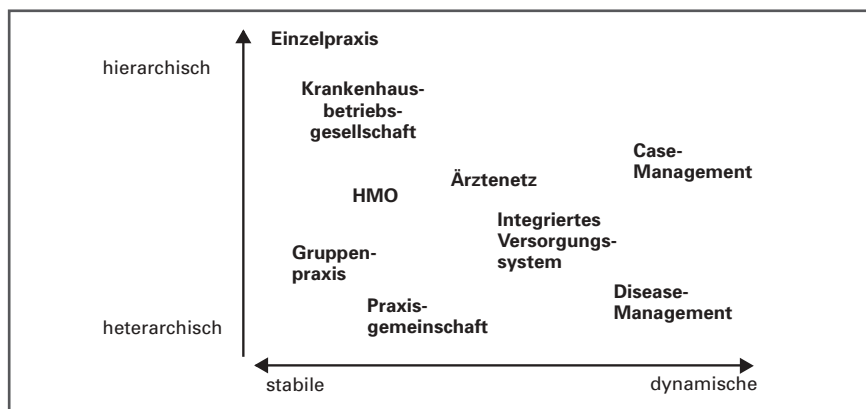 Einzelpraxis
hierarchisch
Krankenhaus-
betriebs-
gesellschaft
Case-
Management
Ärztenetz
HMO
Integriertes
Versorgungs-
system
Gruppen-
praxis
Disease-
Management
Praxis-
gemeinschaft
heterarchisch
stabile
dynamische